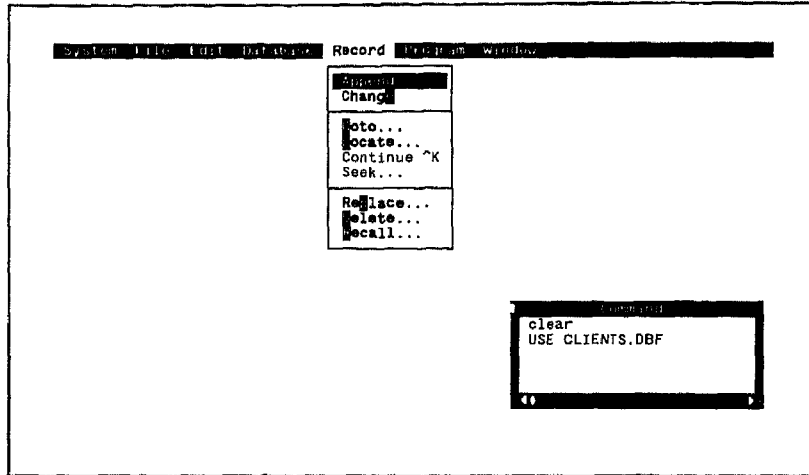 System File Edit Database Record Program Window
Append
Change
Goto...
Locate...
Continue ^K
Seek...
Replace...
Delete...
Recall...
Command
clear
USE CLIENTS.DBF